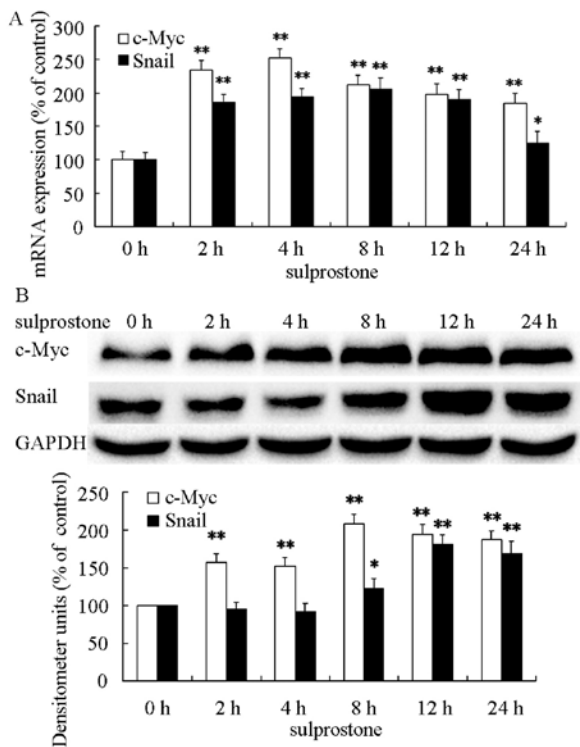 A
mRNA expression (% of control)
300
250
200
150
100
50
0
c-Myc
Snail
** ** ** ** ** ** ** ** ** *
0 h 2 h 4 h 8 h 12 h 24 h
sulprostone
B
sulprostone 0 h 2 h 4 h 8 h 12 h 24 h
c-Myc
Snail
GAPDH
Densitometer units (% of control)
250
200
150
100
50
0
c-Myc
Snail
** ** ** * ** ** ** **
0 h 2 h 4 h 8 h 12 h 24 h
sulprostone